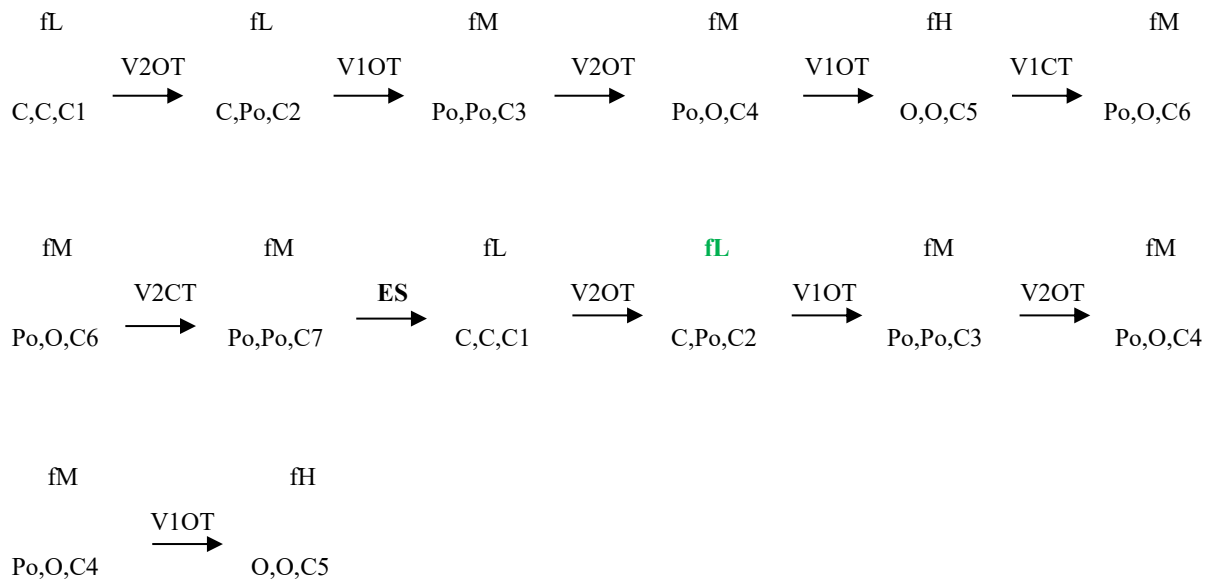 fL fL fM fM fH fM
V2OT V1OT V2OT V1OT V1CT
C,C,C1 C,Po,C2 Po,Po,C3 Po,O,C4 O,O,C5 Po,O,C6
fM fM fL fL fM fM
V2CT ES V2OT V1OT V2OT
Po,O,C6 Po,Po,C7 C,C,C1 C,Po,C2 Po,Po,C3 Po,O,C4
fM fH
V1OT
Po,O,C4 O,O,C5